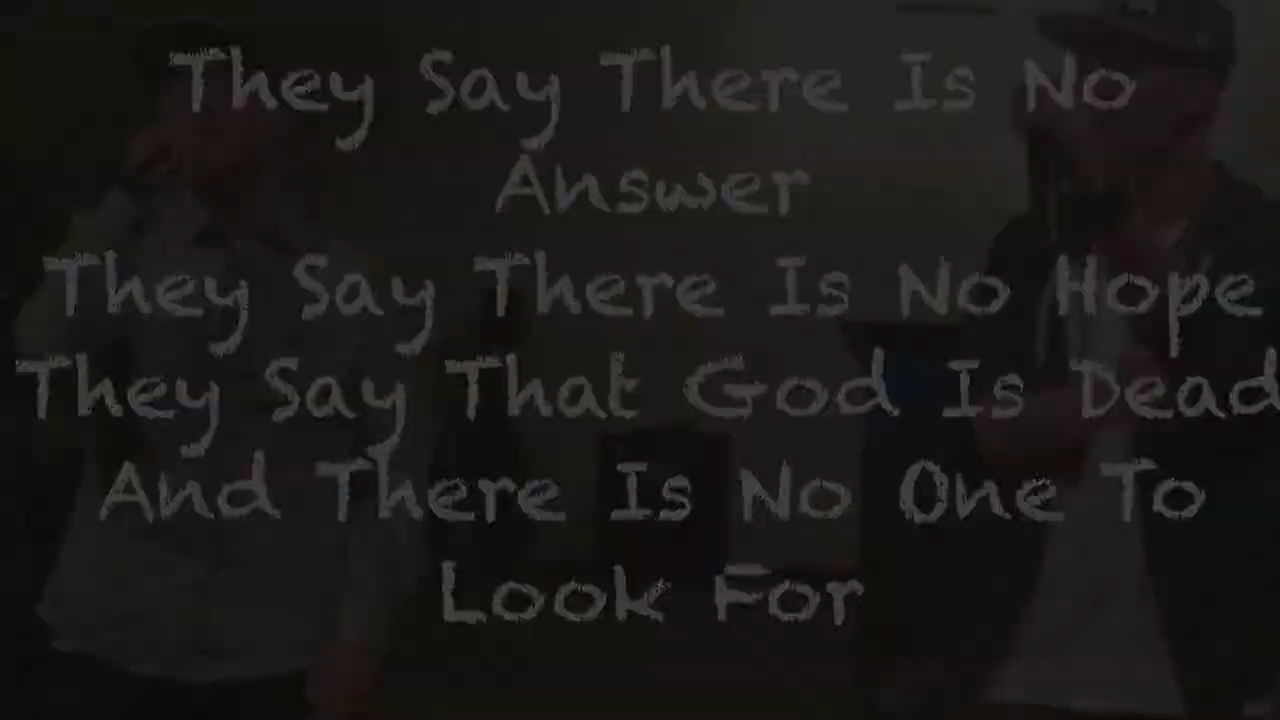 They Say There Is No
Answer
They Say There Is No Hope
They Say That God Is Dead
And There Is No One To
Look For